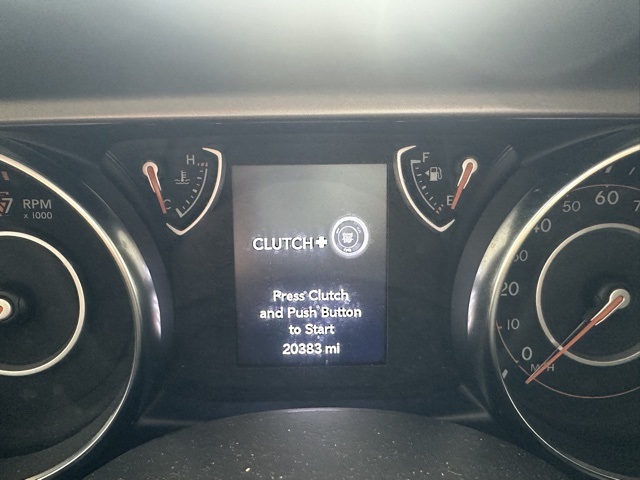 H
F
C
E
7
RPM
x 1000
CLUTCH+
Press Clutch
and Push Button
to Start
20383 mi
0
10
20
40
50
60
MPH